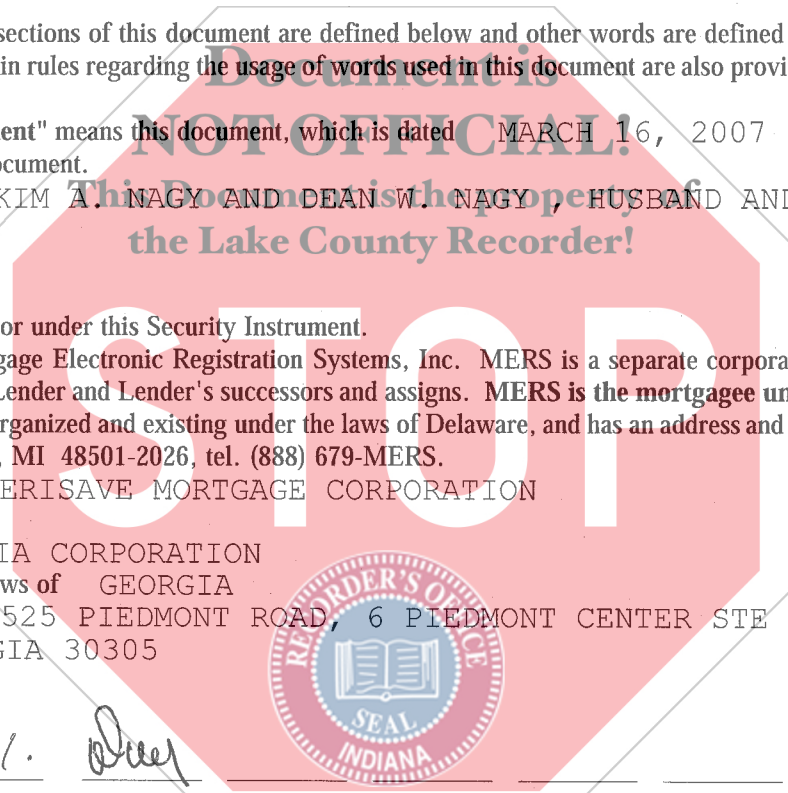 sections of this document are defined below and other words are defined
in rules regarding the usage of words used in this document are also provi
Document is
ent" means this document, which is dated MARCH 16, 2007
NOT OFFICIAL!
ocument.
KIM A. NAGY AND DEAN W. NAGY , HUSBAND AND
This Document is the property of
the Lake County Recorder!
STOP
or under this Security Instrument.
gage Electronic Registration Systems, Inc. MERS is a separate corpora
Lender and Lender's successors and assigns. MERS is the mortgagee un
rganized and existing under the laws of Delaware, and has an address and
, MI 48501-2026, tel. (888) 679-MERS.
ERISAVE MORTGAGE CORPORATION
IA CORPORATION
ws of GEORGIA
525 PIEDMONT ROAD, 6 PIEDMONT CENTER STE
GIA 30305
RECORDER'S OFFICE
SEAL
INDIANA